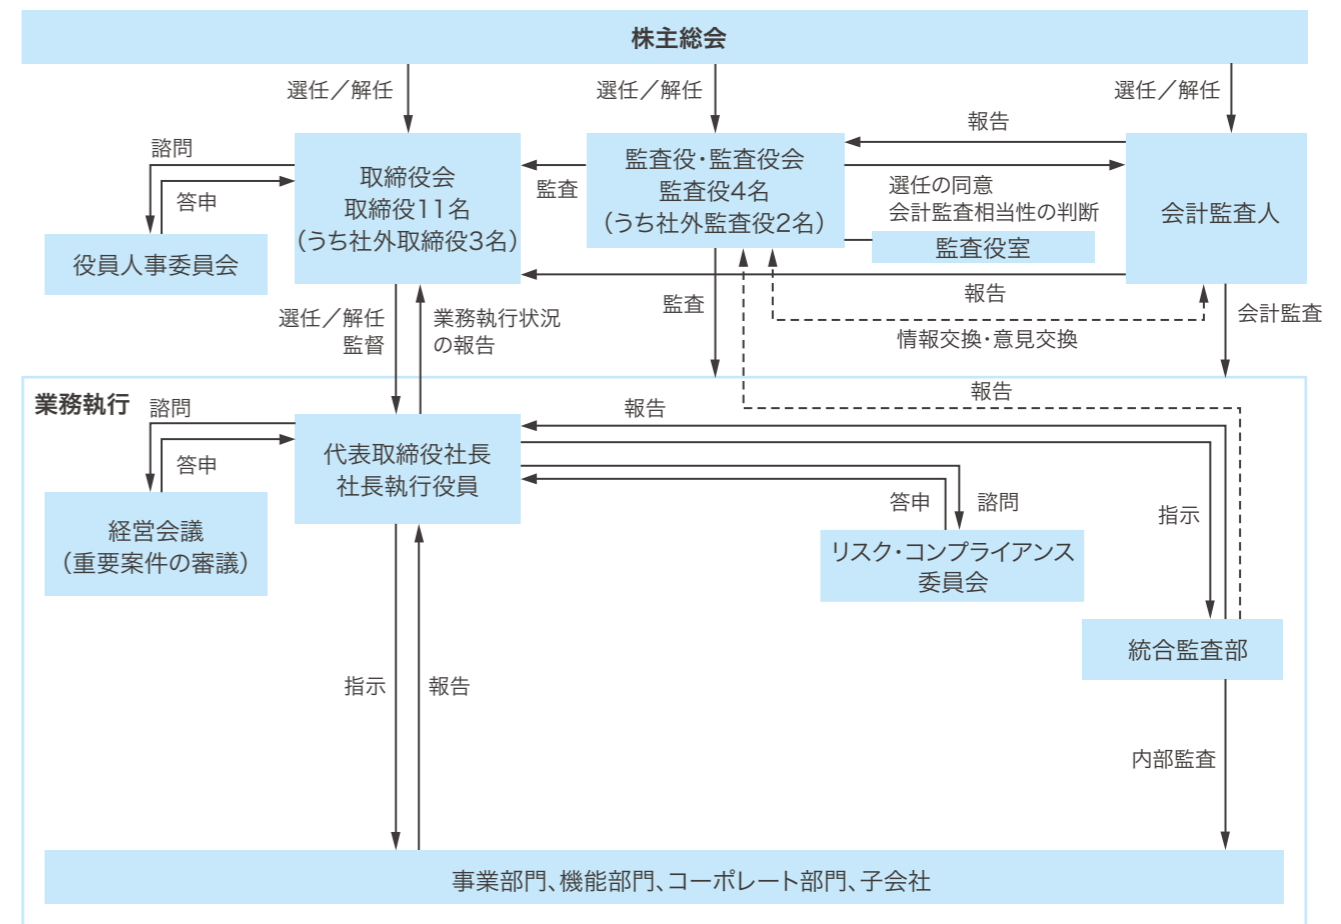 株主総会
選任／解任
選任／解任
選任／解任
報告
諮問
答申
取締役会
取締役11名
（うち社外取締役3名）
監査
監査役・監査役会
監査役4名
（うち社外監査役2名）
選任の同意
会計監査相当性の判断
会計監査人
監査役室
役員人事委員会
選任／解任
監督
業務執行状況
の報告
監査
報告
情報交換・意見交換
会計監査
業務執行
諮問
答申
報告
報告
代表取締役社長
社長執行役員
経営会議
（重要案件の審議）
答申
諮問
指示
リスク・コンプライアンス
委員会
統合監査部
指示
報告
内部監査
事業部門、機能部門、コーポレート部門、子会社